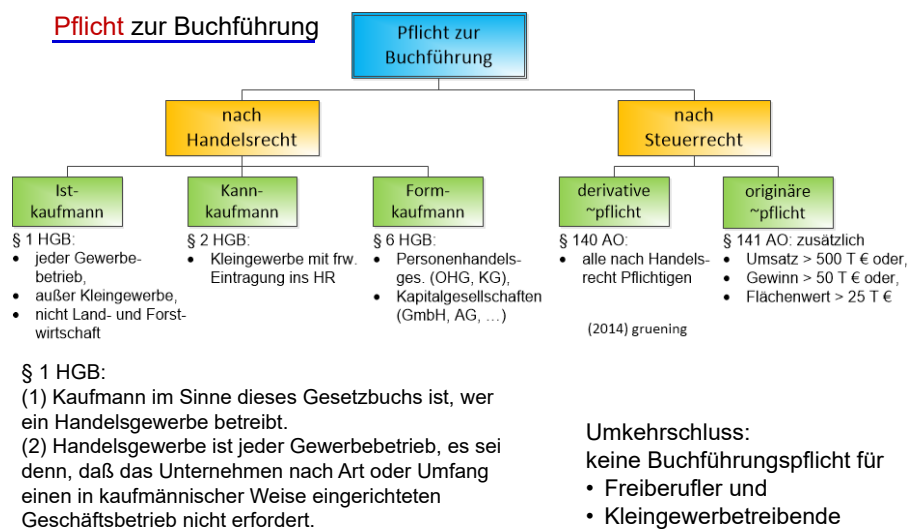 Pflicht zur Buchführung
Pflicht zur
Buchführung
nach
Handelsrecht
nach
Steuerrecht
Ist-
kaufmann
Kann-
kaufmann
Form-
kaufmann
derivative
~pflicht
originäre
~pflicht
§ 1 HGB:
• jeder Gewerbe-
betrieb,
• außer Kleingewerbe,
• nicht Land- und Forst-
wirtschaft
§ 2 HGB:
• Kleingewerbe mit frw.
Eintragung ins HR
§ 6 HGB:
• Personenhandels-
ges. (OHG, KG),
• Kapitalgesellschaften
(GmbH, AG, …)
§ 140 AO:
• alle nach Handels-
recht Pflichtigen
§ 141 AO: zusätzlich
• Umsatz > 500 T € oder,
• Gewinn > 50 T € oder,
• Flächenwert > 25 T €
(2014) gruening
§ 1 HGB:
(1) Kaufmann im Sinne dieses Gesetzbuchs ist, wer
ein Handelsgewerbe betreibt.
(2) Handelsgewerbe ist jeder Gewerbebetrieb, es sei
denn, daß das Unternehmen nach Art oder Umfang
einen in kaufmännischer Weise eingerichteten
Geschäftsbetrieb nicht erfordert.
Umkehrschluss:
keine Buchführungspflicht für
• Freiberufler und
• Kleingewerbetreibende